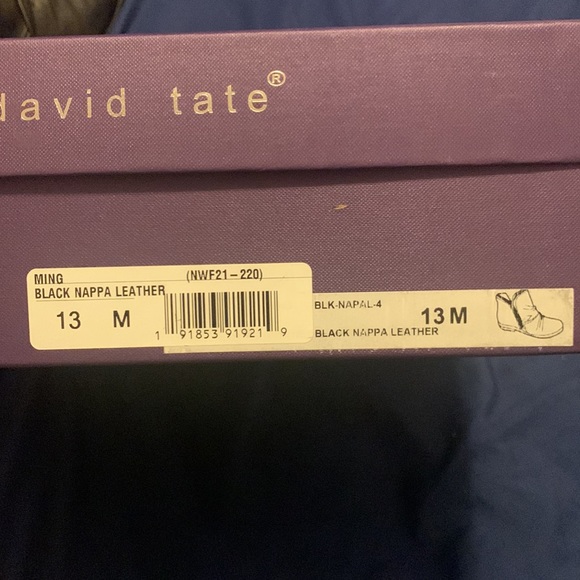 david tate®
MING (NWF21-220)
BLACK NAPPA LEATHER
13 M
1 91853 91921 9
BLK-NAPAL-4
13 M
BLACK NAPPA LEATHER